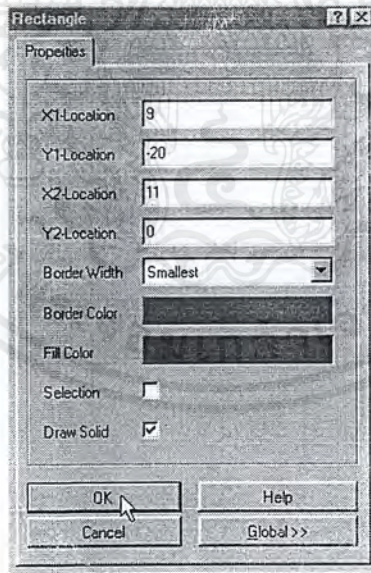 Rectangle
Properties
X1-Location 9
Y1-Location -20
X2-Location 11
Y2-Location 0
Border Width Smallest
Border Color
Fill Color
Selection
Draw Solid
OK Help
Cancel Global >>